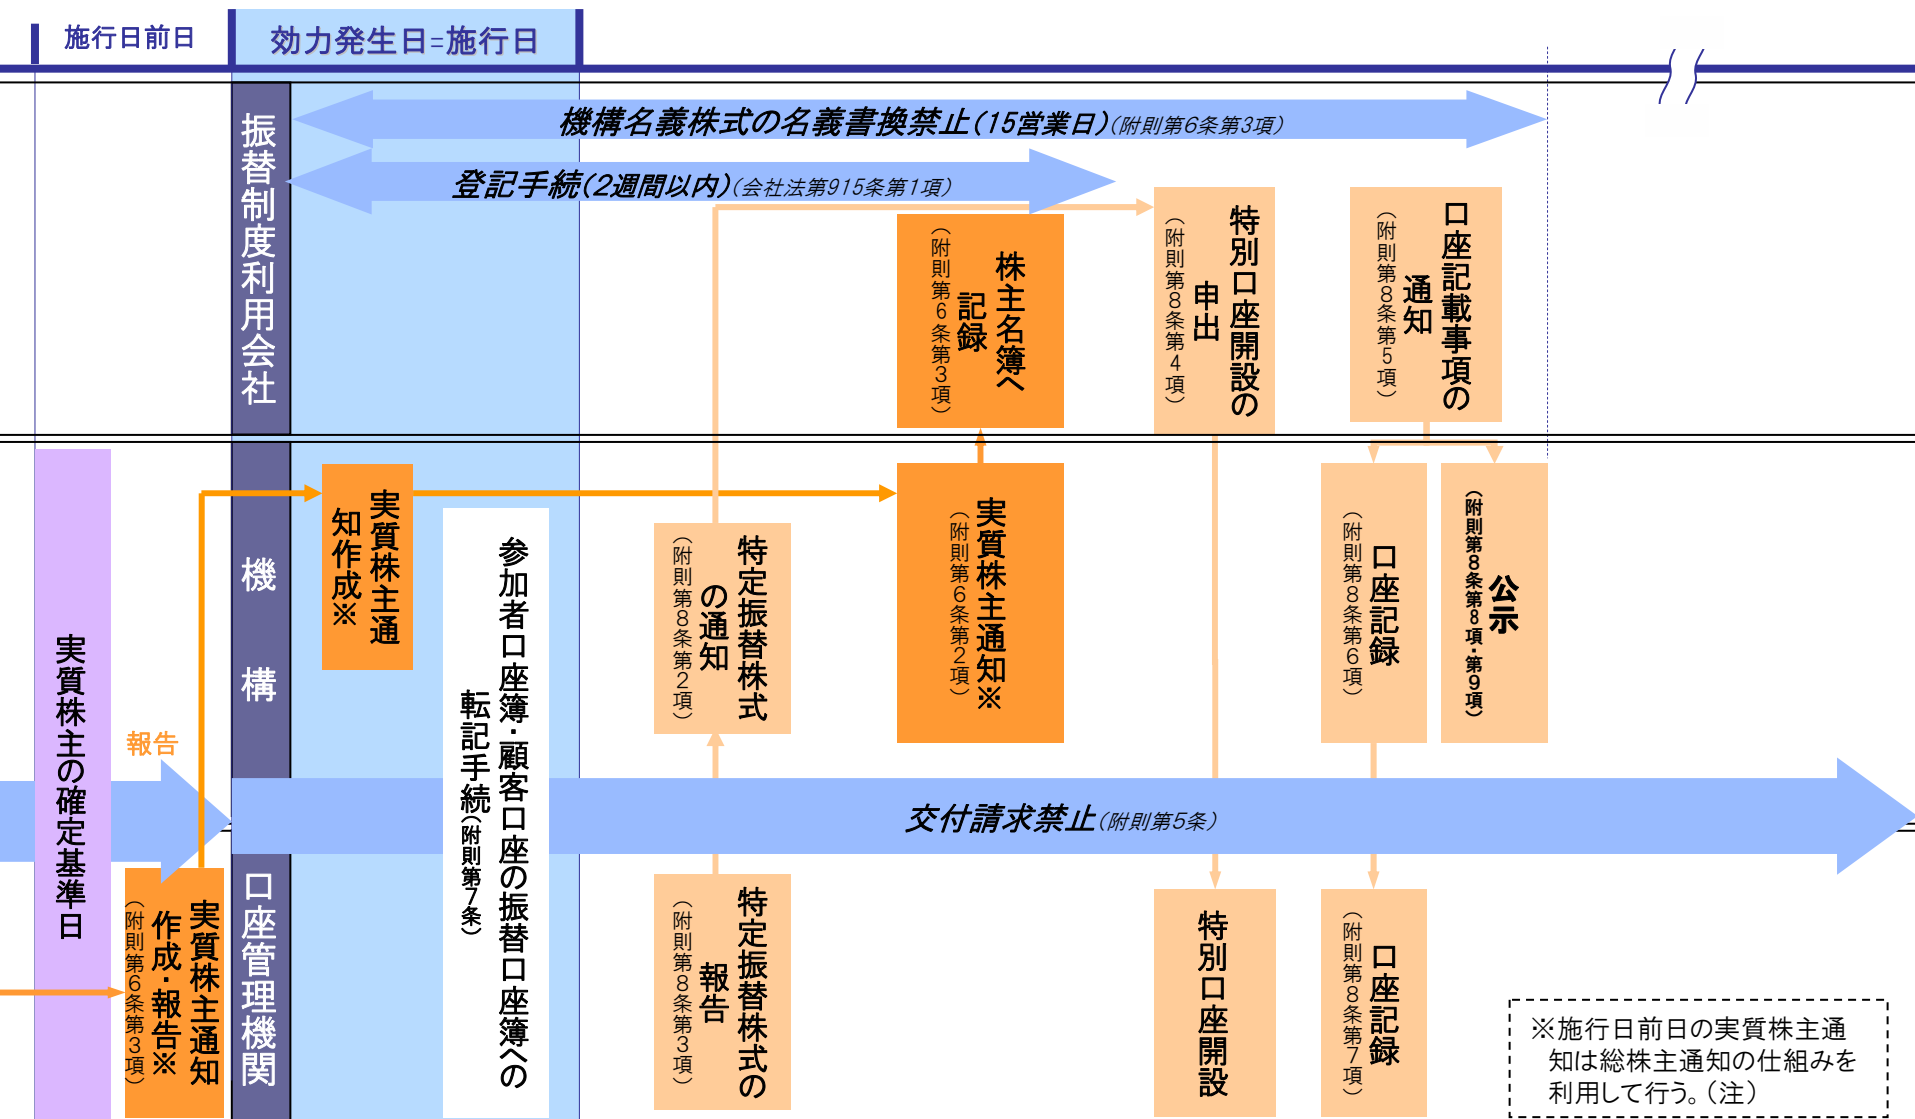 施行日前日
効力発生日=施行日
機構名義株式の名義書換禁止(15営業日)(附則第6条第3項)
登記手続(2週間以内)(会社法第915条第1項)
振替制度利用会社
株主名簿へ
記録
(附則第6条第3項)
特別口座開設の
申出
(附則第8条第4項)
口座記載事項の
通知
(附則第8条第5項)
機構
実質株主の確定基準日
報告
実質株主通
知作成※
参加者口座簿・顧客口座の振替口座簿への
転記手続(附則第7条)
特定振替株式
の通知
(附則第8条第2項)
実質株主通知※
(附則第6条第2項)
口座記録
(附則第8条第6項)
公示
(附則第8条第8項・第9項)
交付請求禁止(附則第5条)
口座管理機関
実質株主通知
作成・報告※
(附則第6条第3項)
特定振替株式の
報告
(附則第8条第3項)
特別口座開設
口座記録
(附則第8条第7項)
※施行日前日の実質株主通
知は総株主通知の仕組みを
利用して行う。(注)